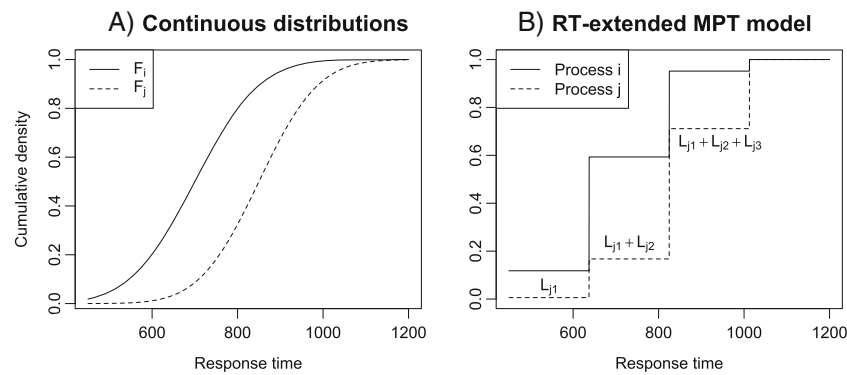 A) Continuous distributions
F_i
F_j
Cumulative density
0.0 0.2 0.4 0.6 0.8 1.0
600 800 1000 1200
Response time
B) RT-extended MPT model
Process i
Process j
L_j1 + L_j2 + L_j3
L_j1 + L_j2
L_j1
0.0 0.2 0.4 0.6 0.8 1.0
600 800 1000 1200
Response time